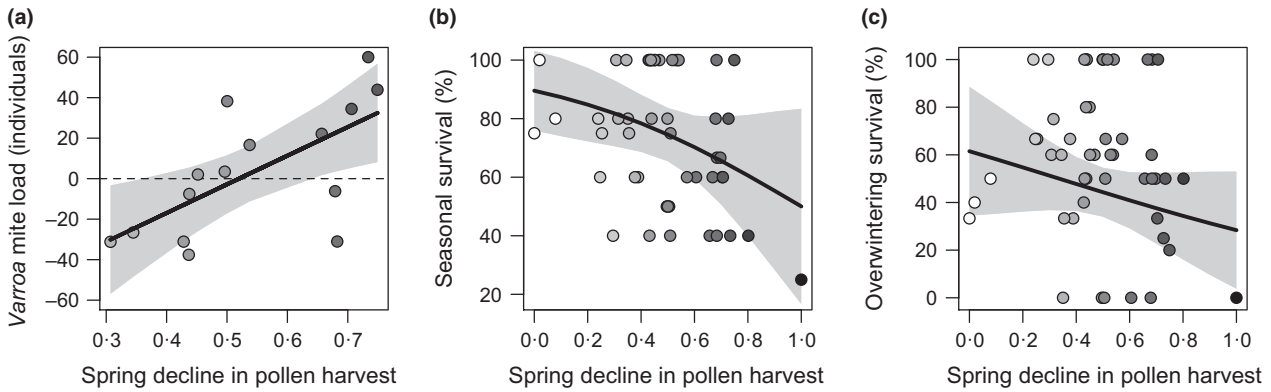 (a)
Varroa mite load (individuals)
60
40
20
0
−20
−40
−60
0·3 0·4 0·5 0·6 0·7
Spring decline in pollen harvest
(b)
Seasonal survival (%)
100
80
60
40
20
0·0 0·2 0·4 0·6 0·8 1·0
Spring decline in pollen harvest
(c)
Overwintering survival (%)
100
80
60
40
20
0
0·0 0·2 0·4 0·6 0·8 1·0
Spring decline in pollen harvest